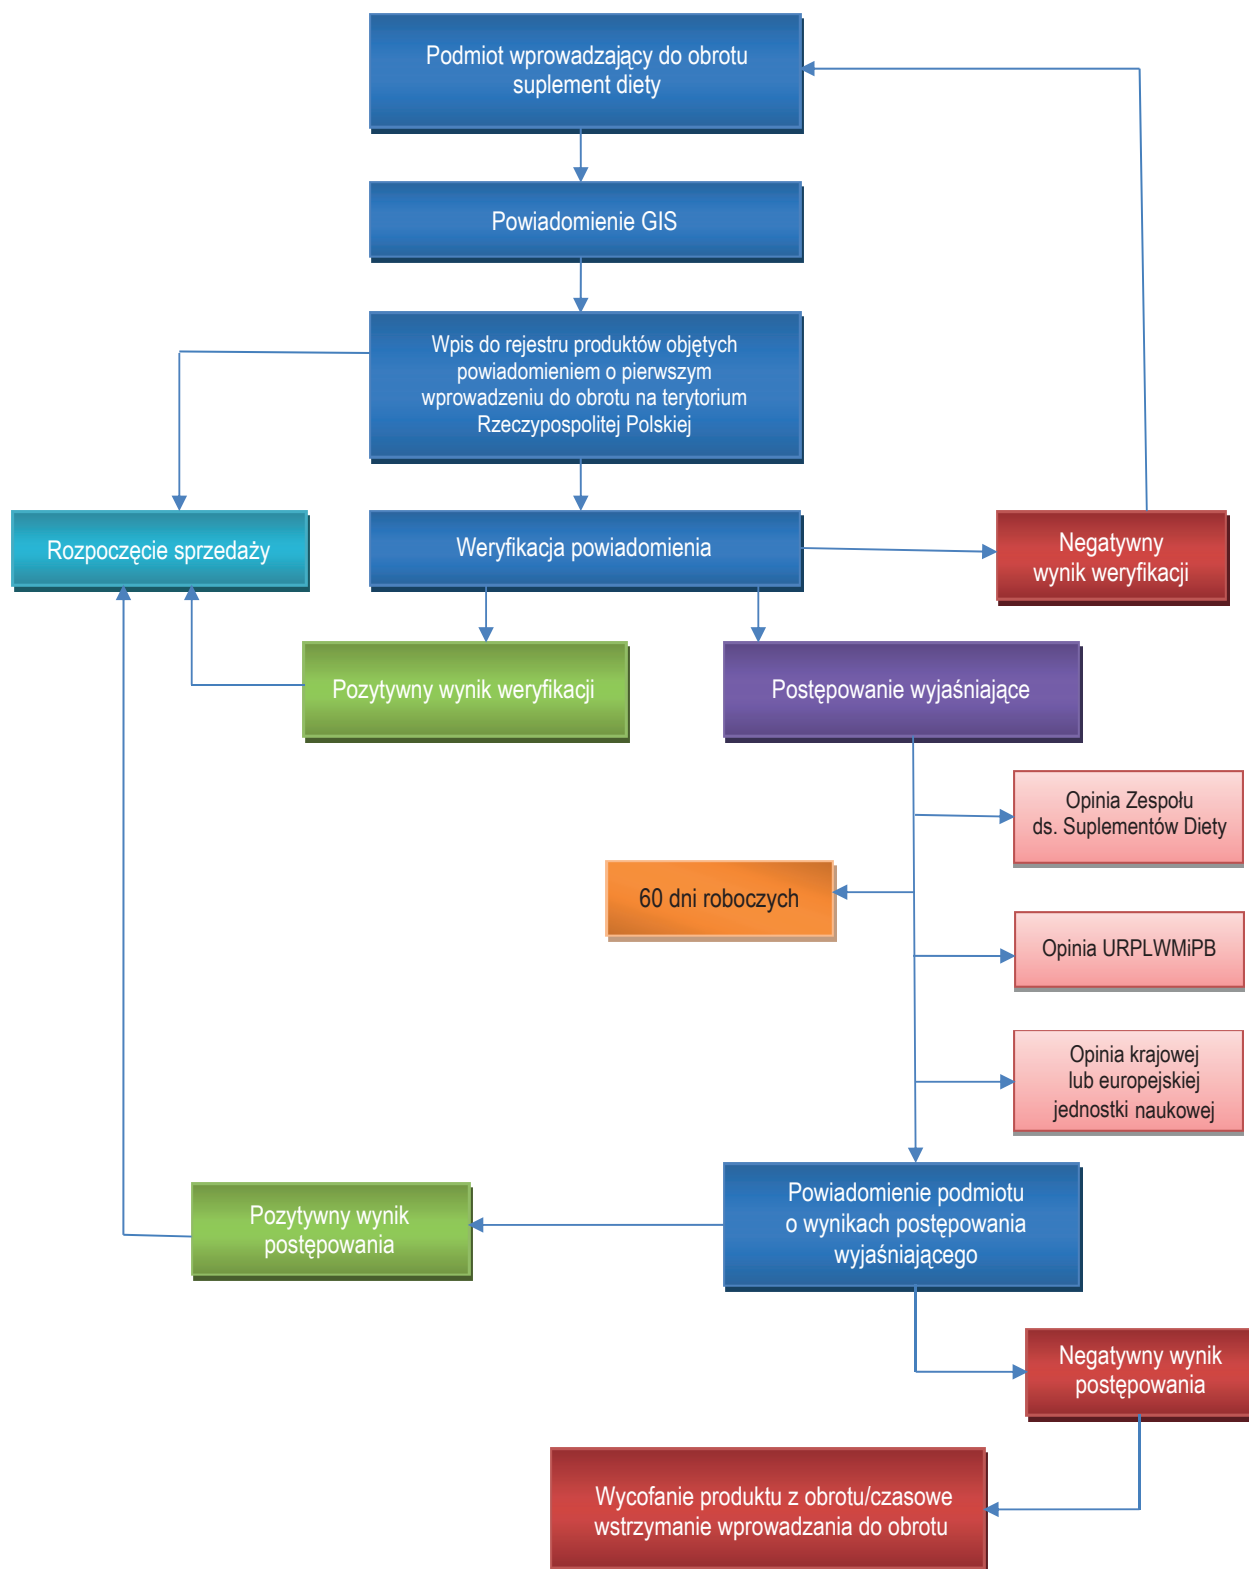 Podmiot wprowadzający do obrotu
suplement diety
Powiadomienie GIS
Wpis do rejestru produktów objętych
powiadomieniem o pierwszym
wprowadzeniu do obrotu na terytorium
Rzeczypospolitej Polskiej
Rozpoczęcie sprzedaży
Weryfikacja powiadomienia
Negatywny
wynik weryfikacji
Pozytywny wynik weryfikacji
Postępowanie wyjaśniające
Opinia Zespołu
ds. Suplementów Diety
60 dni roboczych
Opinia URPLWMiPB
Opinia krajowej
lub europejskiej
jednostki naukowej
Powiadomienie podmiotu
o wynikach postępowania
wyjaśniającego
Pozytywny wynik
postępowania
Negatywny wynik
postępowania
Wycofanie produktu z obrotu/czasowe
wstrzymanie wprowadzania do obrotu